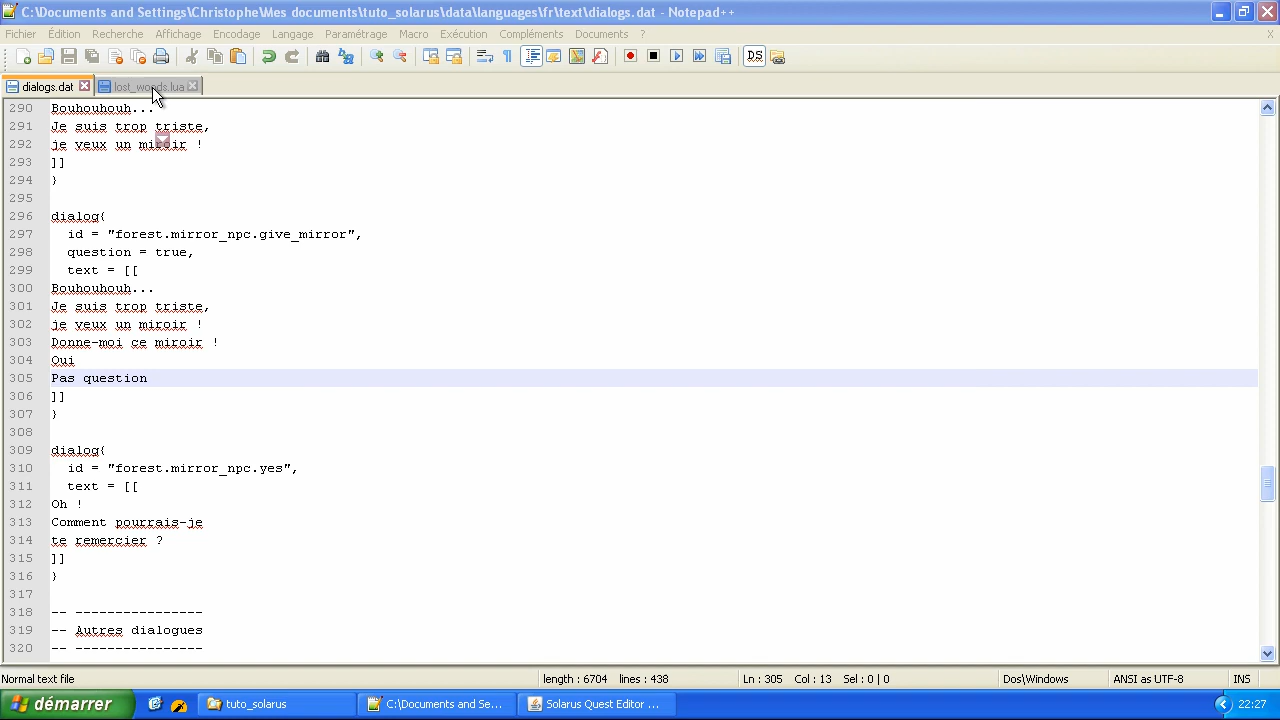 C:\Documents and Settings\Christophe\Mes documents\tuto_solarus\data\languages\fr\text\dialogs.dat - Notepad++
Fichier Édition Recherche Affichage Encodage Langage Paramétrage Macro Exécution Compléments Documents ? X
dialogs.dat lost_woods.lua
290 Bouhouhouh...
291 Je suis trop triste,
292 je veux un miroir !
293 ]]
294 }
295
296 dialog{
297 id = "forest.mirror_npc.give_mirror",
298 question = true,
299 text = [[
300 Bouhouhouh...
301 Je suis trop triste,
302 je veux un miroir !
303 Donne-moi ce miroir !
304 Oui
305 Pas question
306 ]]
307 }
308
309 dialog{
310 id = "forest.mirror_npc.yes",
311 text = [[
312 Oh !
313 Comment pourrais-je
314 te remercier ?
315 ]]
316 }
317
318 -- ----------------
319 -- Autres dialogues
320 -- ----------------
Normal text file length : 6704 lines : 438 Ln : 305 Col : 13 Sel : 0 | 0 Dos\Windows ANSI as UTF-8 INS
démarrer tuto_solarus C:\Documents and Se... Solarus Quest Editor ... 22:27